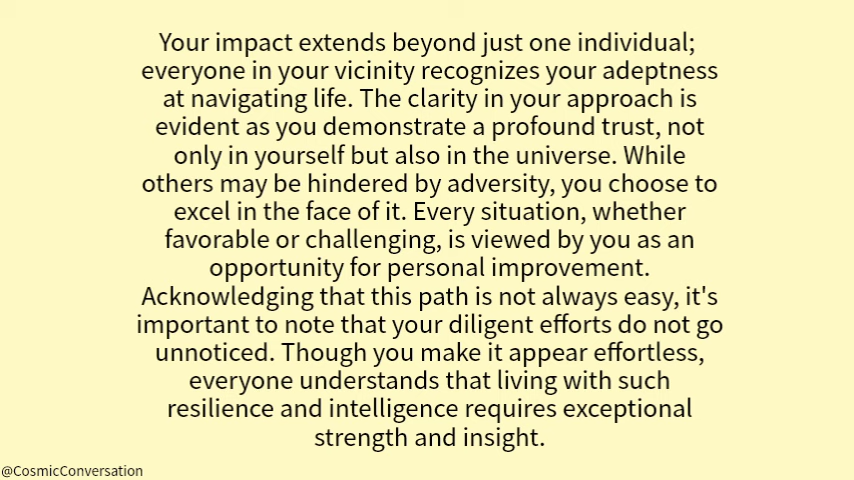 Your impact extends beyond just one individual;
everyone in your vicinity recognizes your adeptness
at navigating life. The clarity in your approach is
evident as you demonstrate a profound trust, not
only in yourself but also in the universe. While
others may be hindered by adversity, you choose to
excel in the face of it. Every situation, whether
favorable or challenging, is viewed by you as an
opportunity for personal improvement.
Acknowledging that this path is not always easy, it's
important to note that your diligent efforts do not go
unnoticed. Though you make it appear effortless,
everyone understands that living with such
resilience and intelligence requires exceptional
strength and insight.
@CosmicConversation